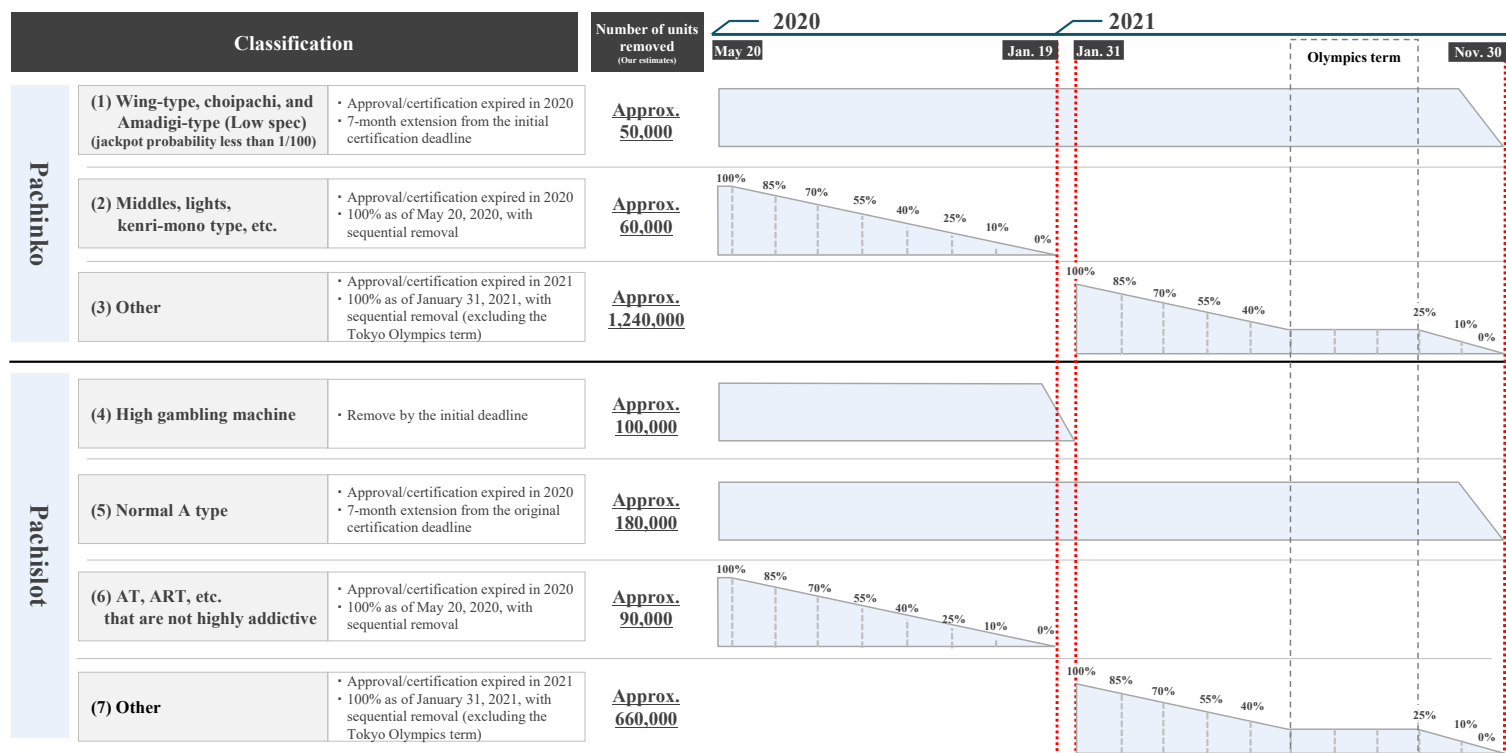 Classification
Number of units
removed
(Our estimates)
2020
2021
May 20
Jan. 19
Jan. 31
Olympics term
Nov. 30
Pachinko
(1) Wing-type, choipachi, and
Amadigi-type (Low spec)
(jackpot probability less than 1/100)
・Approval/certification expired in 2020
・7-month extension from the initial
certification deadline
Approx.
50,000
(2) Middles, lights,
kenri-mono type, etc.
・Approval/certification expired in 2020
・100% as of May 20, 2020, with
sequential removal
Approx.
60,000
100%
85%
70%
55%
40%
25%
10%
0%
(3) Other
・Approval/certification expired in 2021
・100% as of January 31, 2021, with
sequential removal (excluding the
Tokyo Olympics term)
Approx.
1,240,000
100%
85%
70%
55%
40%
25%
10%
0%
Pachislot
(4) High gambling machine
・Remove by the initial deadline
Approx.
100,000
(5) Normal A type
・Approval/certification expired in 2020
・7-month extension from the original
certification deadline
Approx.
180,000
(6) AT, ART, etc.
that are not highly addictive
・Approval/certification expired in 2020
・100% as of May 20, 2020, with
sequential removal
Approx.
90,000
100%
85%
70%
55%
40%
25%
10%
0%
(7) Other
・Approval/certification expired in 2021
・100% as of January 31, 2021, with
sequential removal (excluding the
Tokyo Olympics term)
Approx.
660,000
100%
85%
70%
55%
40%
25%
10%
0%